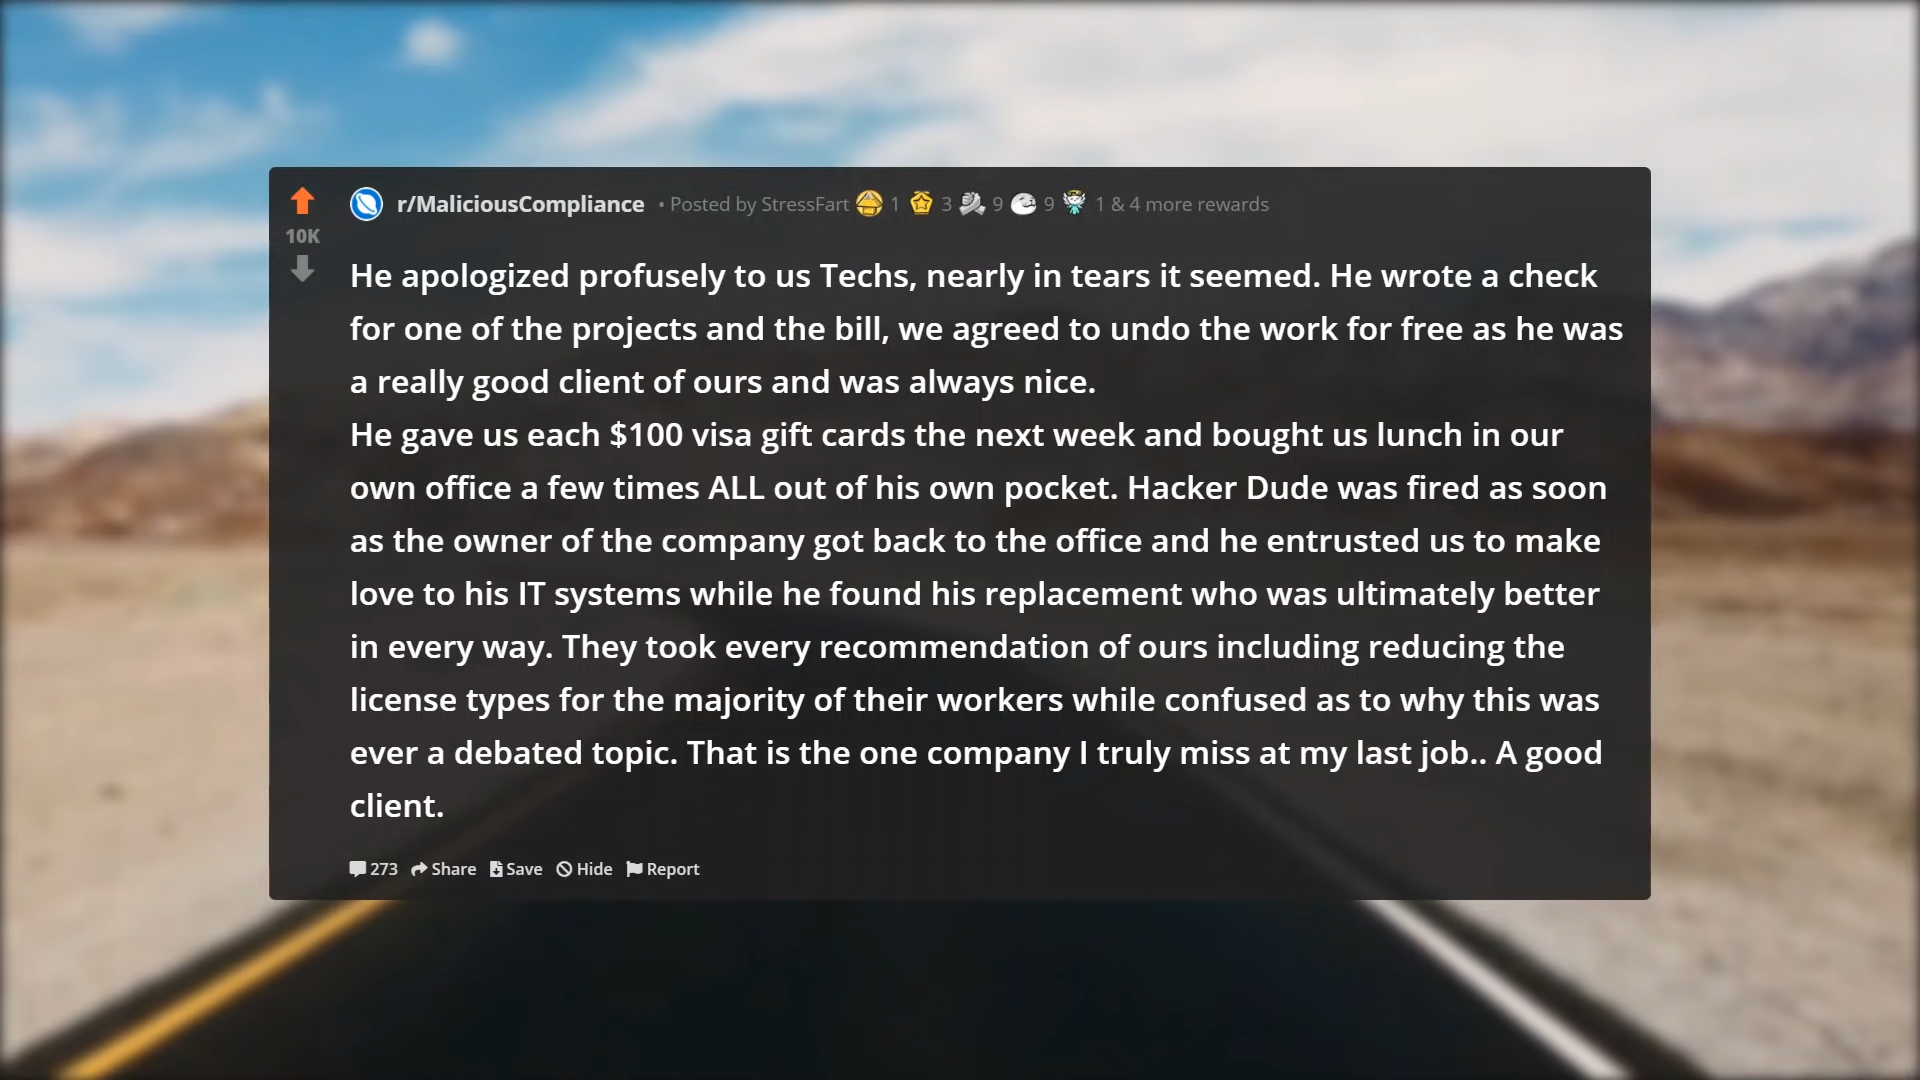 r/MaliciousCompliance • Posted by StressFart 1 3 9 9 1 & 4 more rewards
10K
He apologized profusely to us Techs, nearly in tears it seemed. He wrote a check
for one of the projects and the bill, we agreed to undo the work for free as he was
a really good client of ours and was always nice.
He gave us each $100 visa gift cards the next week and bought us lunch in our
own office a few times ALL out of his own pocket. Hacker Dude was fired as soon
as the owner of the company got back to the office and he entrusted us to make
love to his IT systems while he found his replacement who was ultimately better
in every way. They took every recommendation of ours including reducing the
license types for the majority of their workers while confused as to why this was
ever a debated topic. That is the one company I truly miss at my last job.. A good
client.
273 Share Save Hide Report